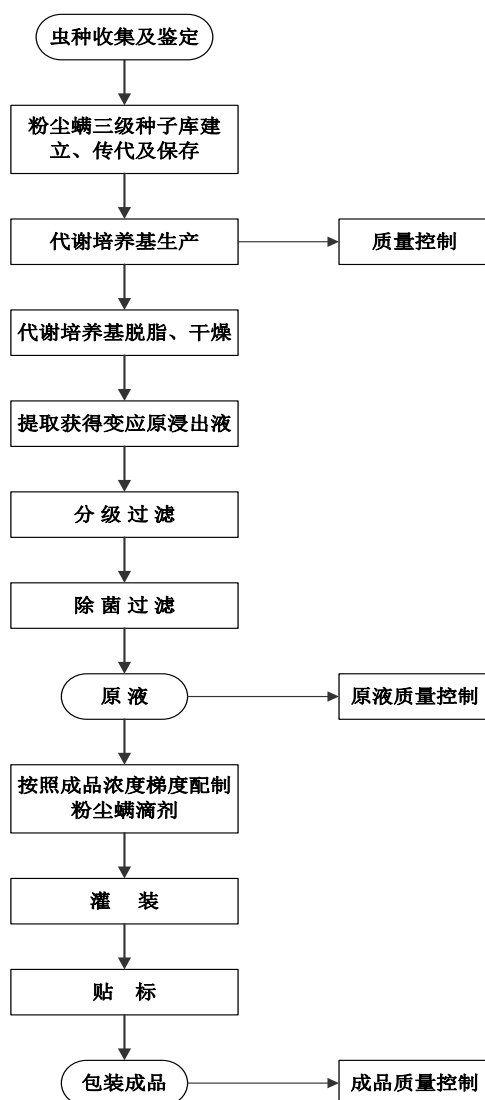 虫种收集及鉴定
粉尘螨三级种子库建
立、传代及保存
代谢培养基生产
质量控制
代谢培养基脱脂、干燥
提取获得变应原浸出液
分 级 过 滤
除 菌 过 滤
原 液
原液质量控制
按照成品浓度梯度配制
粉尘螨滴剂
灌 装
贴 标
包装成品
成品质量控制